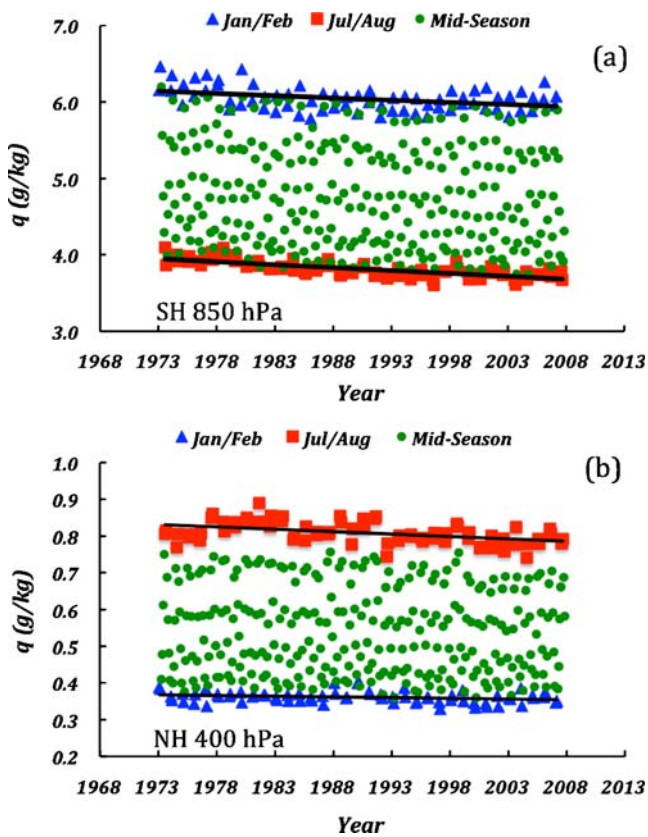 Jan/Feb Jul/Aug Mid-Season
(a)
7.0
6.0
5.0
4.0
3.0
q (g/kg)
SH 850 hPa
1968 1973 1978 1983 1988 1993 1998 2003 2008 2013
Year
Jan/Feb Jul/Aug Mid-Season
(b)
1.0
0.9
0.8
0.7
0.6
0.5
0.4
0.3
0.2
q (g/kg)
NH 400 hPa
1968 1973 1978 1983 1988 1993 1998 2003 2008 2013
Year